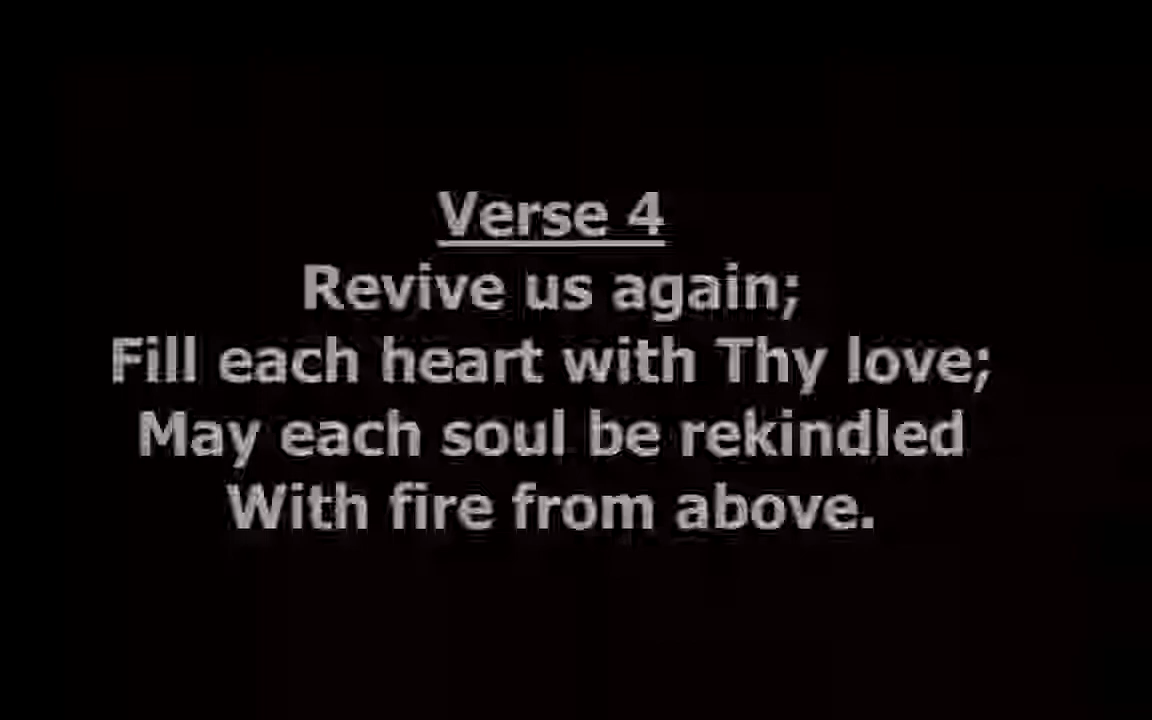 Verse 4
Revive us again;
Fill each heart with Thy love;
May each soul be rekindled
With fire from above.